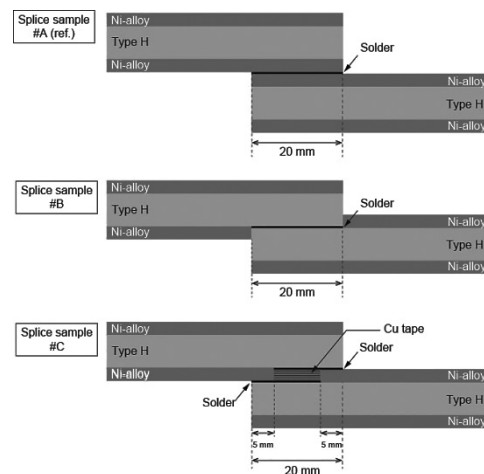 Splice sample
#A (ref.)
Ni-alloy
Type H
Ni-alloy
Solder
Ni-alloy
Type H
Ni-alloy
20 mm
Splice sample
#B
Ni-alloy
Type H
Ni-alloy
Solder
Ni-alloy
Type H
Ni-alloy
20 mm
Splice sample
#C
Ni-alloy
Type H
Ni-alloy
Cu tape
Solder
Ni-alloy
Solder
Type H
Ni-alloy
5 mm
5 mm
20 mm